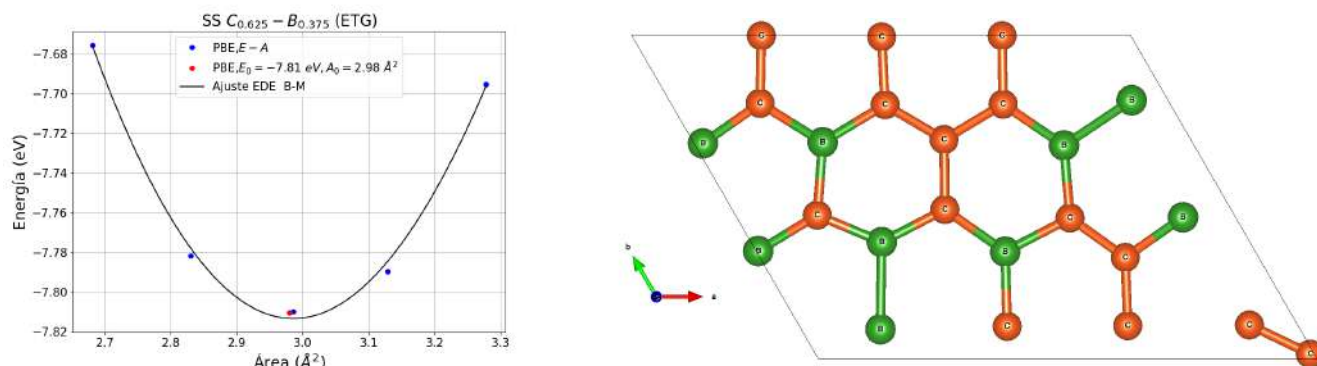 SS C₀.₆₂₅ − B₀.₃₇₅ (ETG)
PBE,E − A
PBE,E₀ = −7.81 eV, A₀ = 2.98 Å²
Ajuste EDE B-M
Energía (eV)
−7.68
−7.70
−7.72
−7.74
−7.76
−7.78
−7.80
−7.82
2.7 2.8 2.9 3.0 3.1 3.2 3.3
Área (Å²)
C C C
C C C B
B B C B
C C C B
B B B C
B C C C
b
a